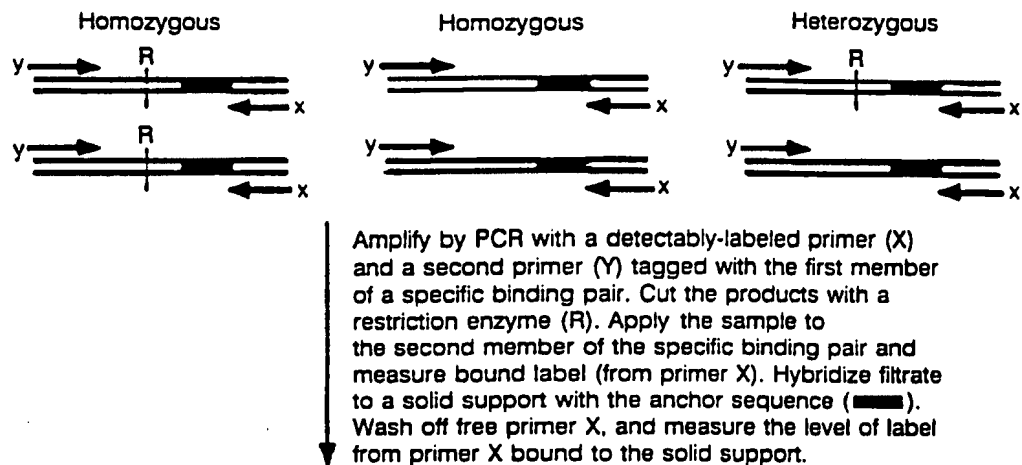 Homozygous Homozygous Heterozygous
y R y y R
x x x
y R y y
x x x
Amplify by PCR with a detectably-labeled primer (X)
and a second primer (Y) tagged with the first member
of a specific binding pair. Cut the products with a
restriction enzyme (R). Apply the sample to
the second member of the specific binding pair and
measure bound label (from primer X). Hybridize filtrate
to a solid support with the anchor sequence ( ).
Wash off free primer X, and measure the level of label
from primer X bound to the solid support.